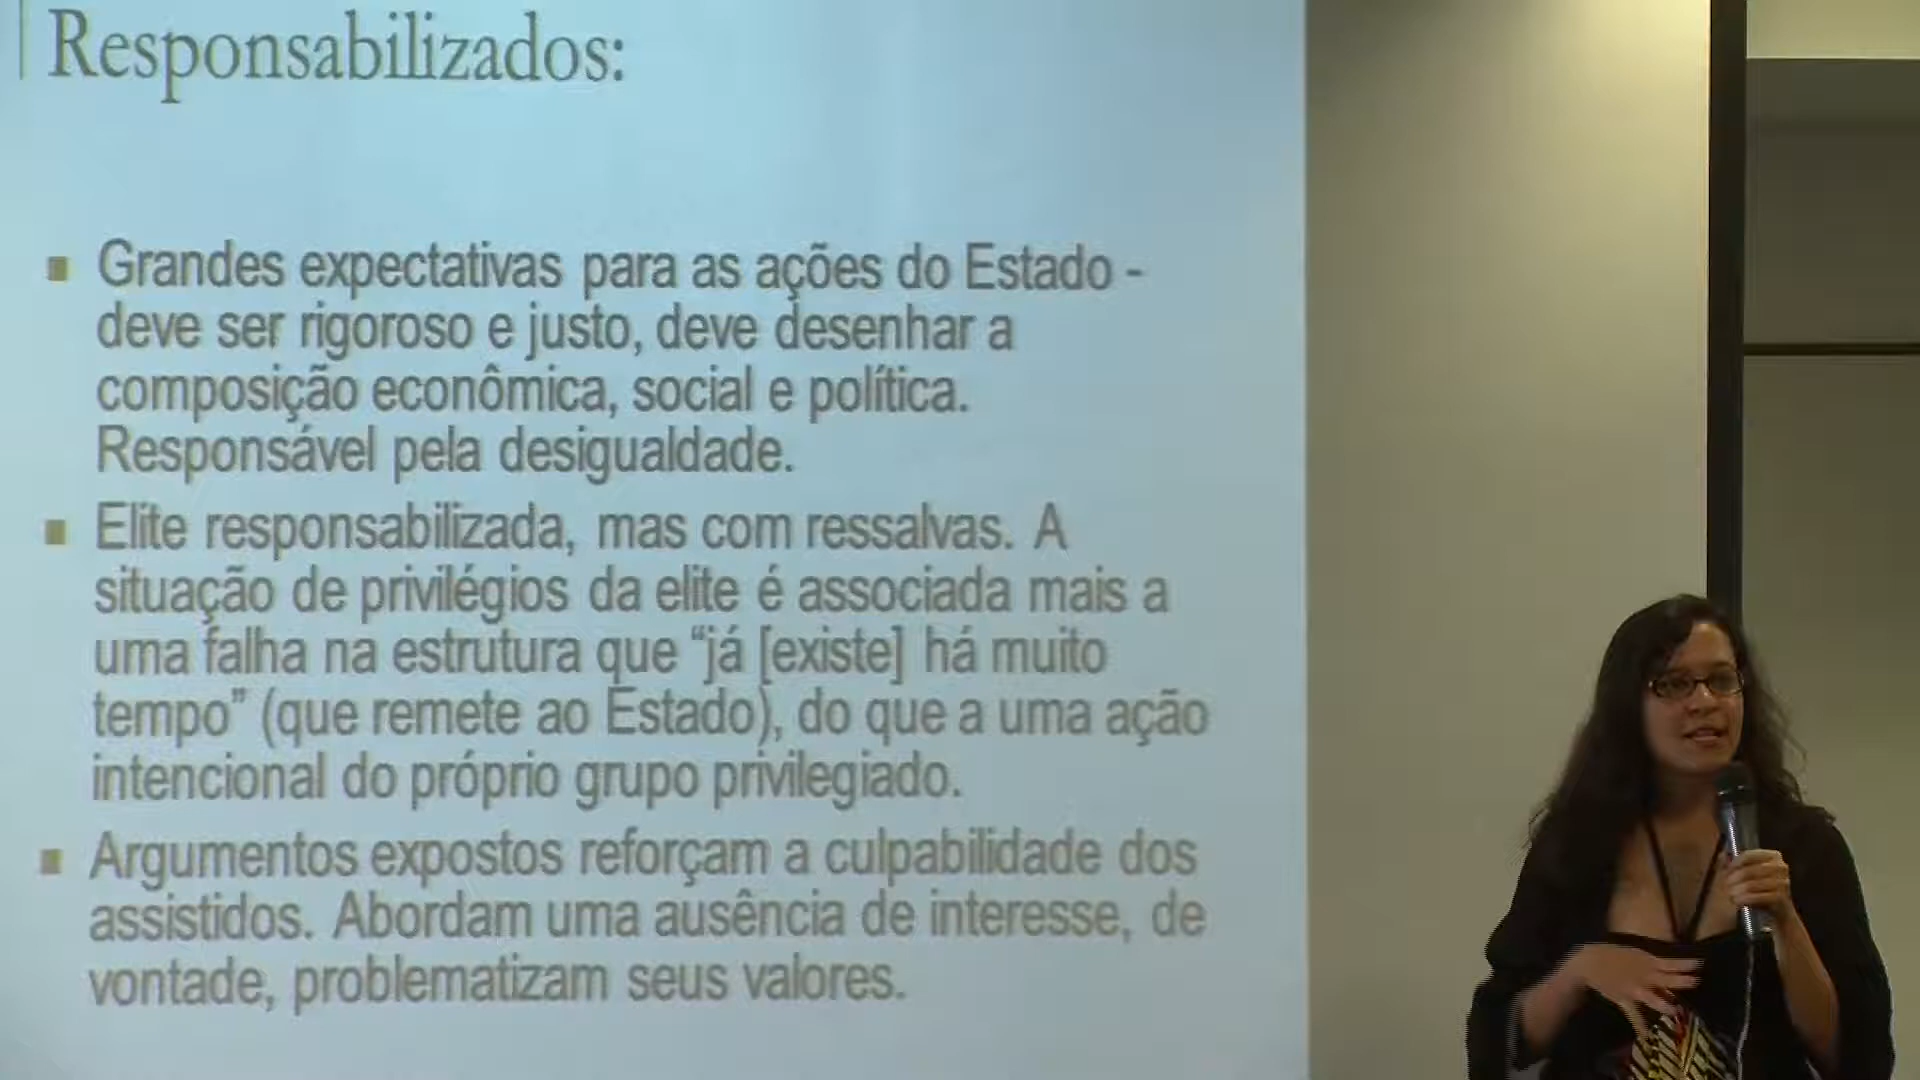 Responsabilizados:
Grandes expectativas para as ações do Estado -
deve ser rigoroso e justo, deve desenhar a
composição econômica, social e política.
Responsável pela desigualdade.
Elite responsabilizada, mas com ressalvas. A
situação de privilégios da elite é associada mais a
uma falha na estrutura que “já [existe] há muito
tempo” (que remete ao Estado), do que a uma ação
intencional do próprio grupo privilegiado.
Argumentos expostos reforçam a culpabilidade dos
assistidos. Abordam uma ausência de interesse, de
vontade, problematizam seus valores.